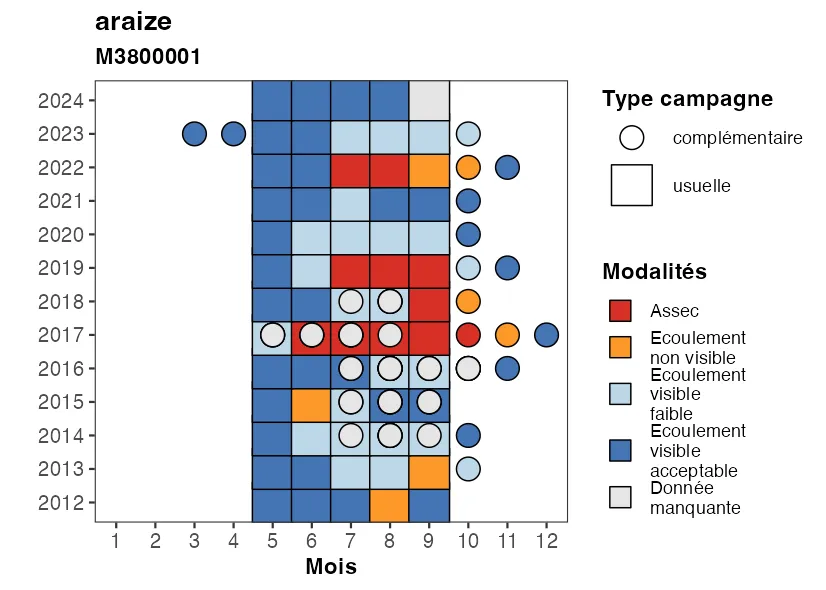 araize
M3800001
2024
2023
2022
2021
2020
2019
2018
2017
2016
2015
2014
2013
2012
1 2 3 4 5 6 7 8 9 10 11 12
Mois
Type campagne
complémentaire
usuelle
Modalités
Assec
Ecoulement
non visible
Ecoulement
visible
faible
Ecoulement
visible
acceptable
Donnée
manquante